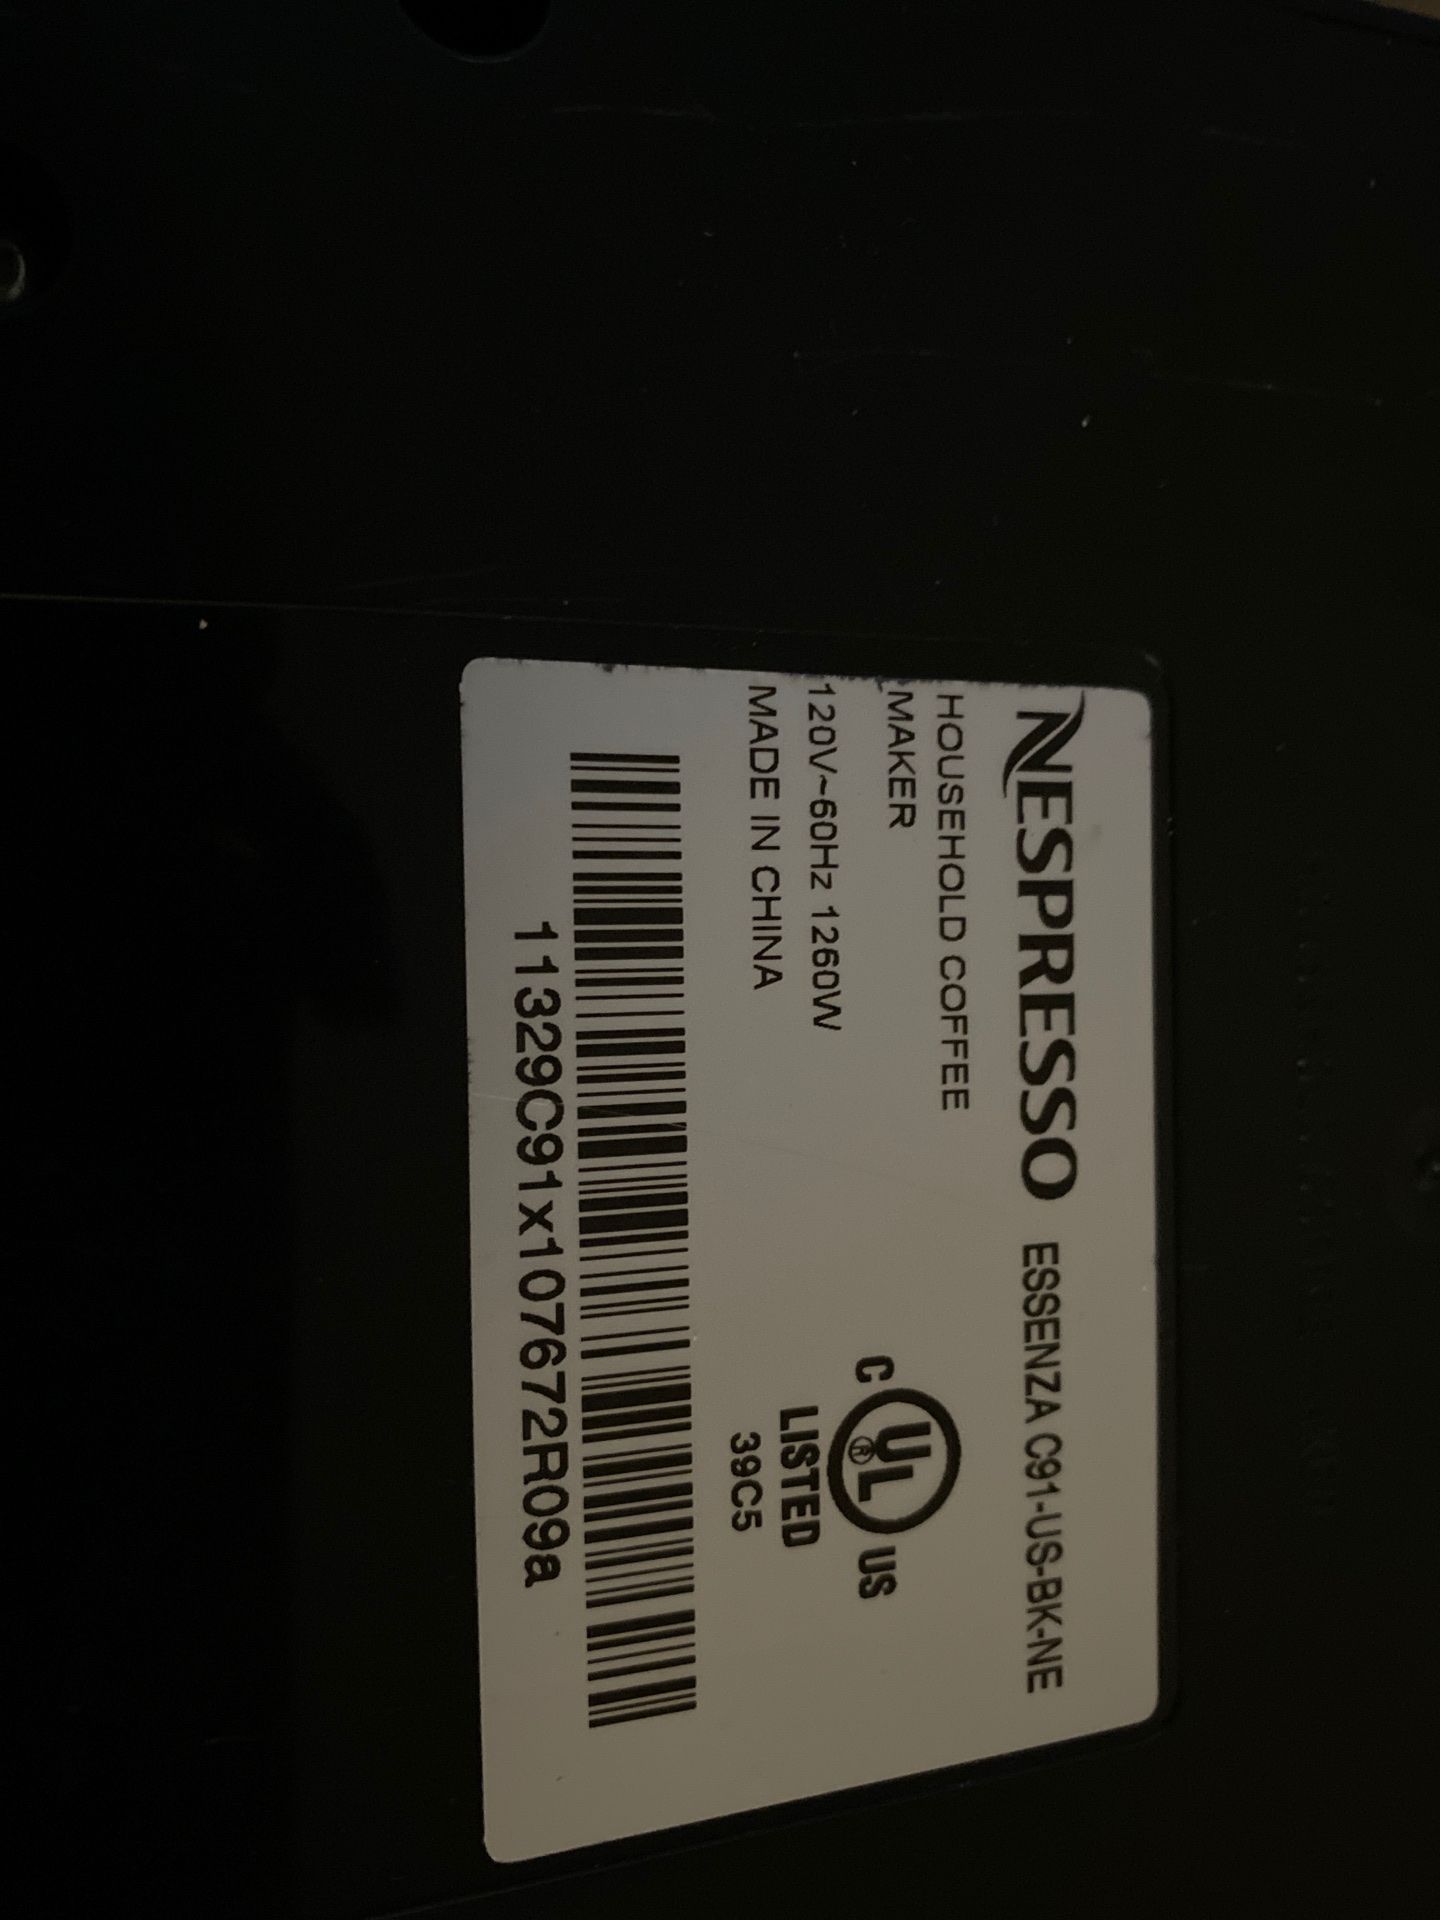 NESPRESSO ESSENZA C91-US-BK-NE
HOUSEHOLD COFFEE
MAKER
120V~60Hz 1260W
MADE IN CHINA
C UL® US
LISTED
39C5
11329C91x107672R09a